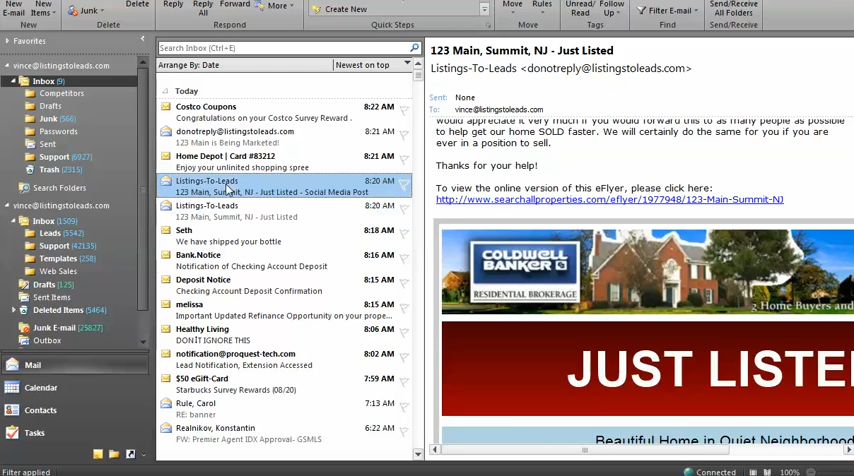 New E-mail
New Items
New
Junk
Delete
Delete
Reply
Reply All
Forward
More
Respond
Create New
Quick Steps
Move
Rules
Move
Unread/ Read
Follow Up
Tags
Filter E-mail
Find
Send/Receive All Folders
Send/Receive
Favorites
vince@listingstoleads.com
Inbox (9)
Competitors
Drafts
Junk (566)
Passwords
Sent
Support (6927)
Trash (2315)
Search Folders
vince@listingstoleads.com
Inbox (1509)
Leads (5542)
Support (42135)
Templates (258)
Web Sales
Drafts [125]
Sent Items
Deleted Items (5464)
Junk E-mail [25827]
Outbox
Mail
Calendar
Contacts
Tasks
Search Inbox (Ctrl+E)
Arrange By: Date
Newest on top
Today
Costco Coupons 8:22 AM
Congratulations on your Costco Survey Reward .
donotreply@listingstoleads.com 8:21 AM
123 Main is Being Marketed!
Home Depot | Card #83212 8:21 AM
Enjoy your unlimited shopping spree
Listings-To-Leads 8:20 AM
123 Main, Summit, NJ - Just Listed - Social Media Post
Listings-To-Leads 8:20 AM
123 Main, Summit, NJ - Just Listed
Seth 8:18 AM
We have shipped your bottle
Bank.Notice 8:16 AM
Notification of Checking Account Deposit
Deposit Notice 8:15 AM
Checking Account Deposit Confirmation
melissa 8:15 AM
Important Updated Refinance Opportunity on your prope...
Healthy Living 8:06 AM
DON'T IGNORE THIS
notification@proquest-tech.com 8:02 AM
Lead Notification, Extension Accessed
$50 eGift-Card 7:59 AM
Starbucks Survey Rewards (08/20)
Rule, Carol 7:13 AM
RE: banner
Realnikov, Konstantin 6:22 AM
FW: Premier Agent IDX Approval- GSMLS
123 Main, Summit, NJ - Just Listed
Listings-To-Leads <donotreply@listingstoleads.com>
Sent: None
To: vince@listingstoleads.com
would appreciate it very much if you would forward this to as many people as possible
to help get our home SOLD faster. We will certainly do the same for you if you are
ever in a position to sell.
Thanks for your help!
To view the online version of this eFlyer, please click here:
http://www.searchallproperties.com/eflyer/1977948/123-Main-Summit-NJ
COLDWELL BANKER
RESIDENTIAL BROKERAGE
Home Buyers and
JUST LISTE
Beautiful Home in Quiet Neighborhood
Filter applied
Connected
100%